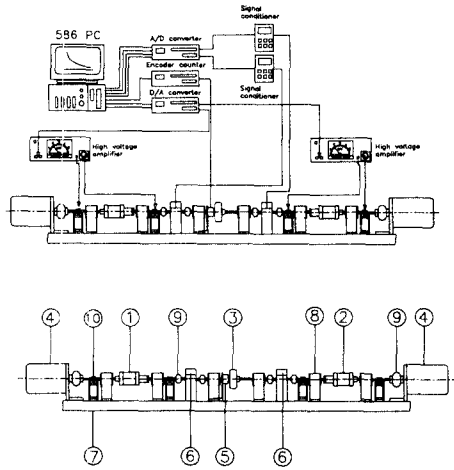 Signal
conditioner
586 PC
A/D converter
Encoder counter
D/A converter
Signal
conditioner
High voltage
amplifier
High voltage
amplifier
4 10 1 9 3 8 2 9 4
7 6 5 6